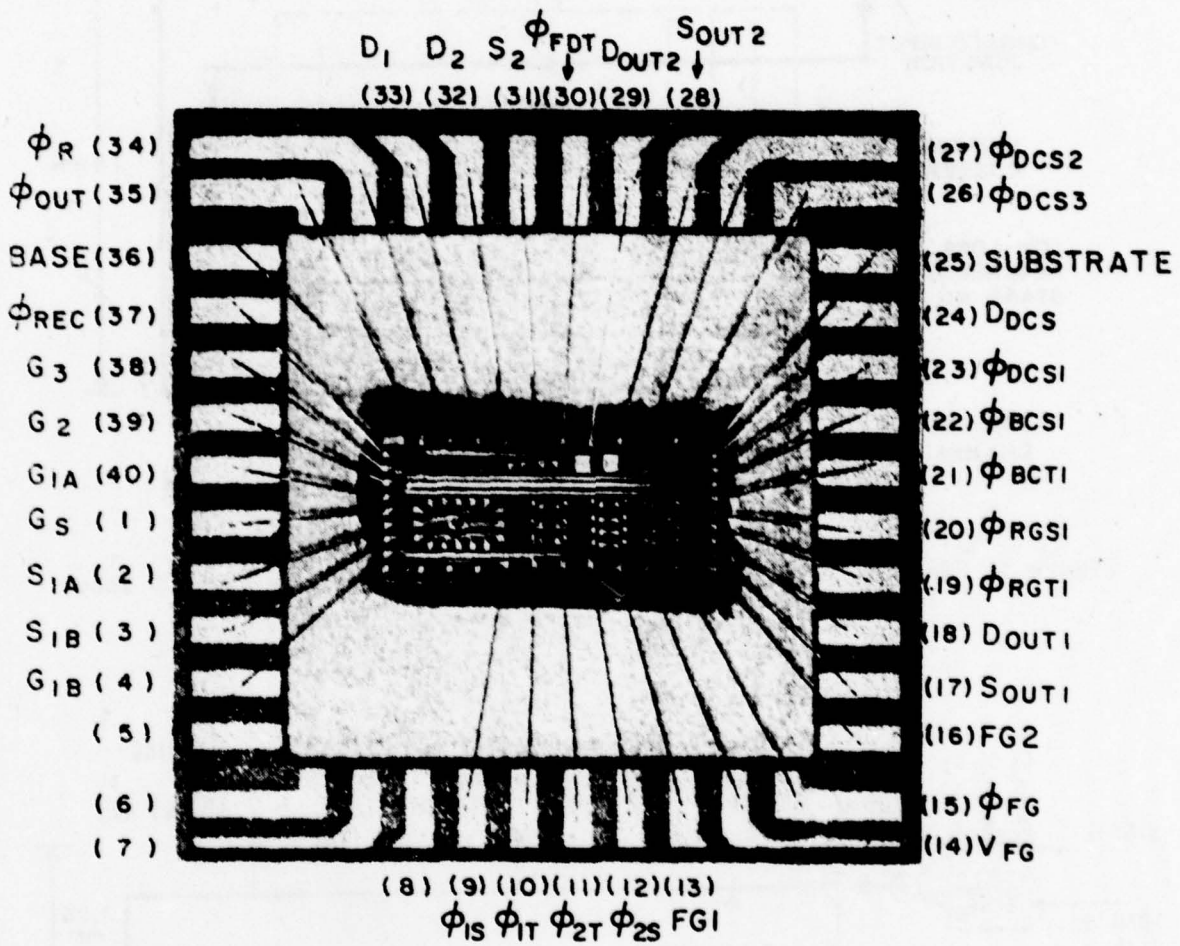 D₁ D₂ S₂ ϕFDT DOUT2 SOUT2
(33) (32) (31) (30) (29) (28)
ϕR (34)
ϕOUT (35)
BASE (36)
ϕREC (37)
G₃ (38)
G₂ (39)
G1A (40)
GS (1)
S1A (2)
S1B (3)
G1B (4)
(5)
(6)
(7)
(27) ϕDCS2
(26) ϕDCS3
(25) SUBSTRATE
(24) DDCS
(23) ϕDCS1
(22) ϕBCS1
(21) ϕBCT1
(20) ϕRGS1
(19) ϕRGT1
(18) DOUT1
(17) SOUT1
(16) FG2
(15) ϕFG
(14) VFG
(8) (9) (10) (11) (12) (13)
ϕ1S ϕ1T ϕ2T ϕ2S FG1